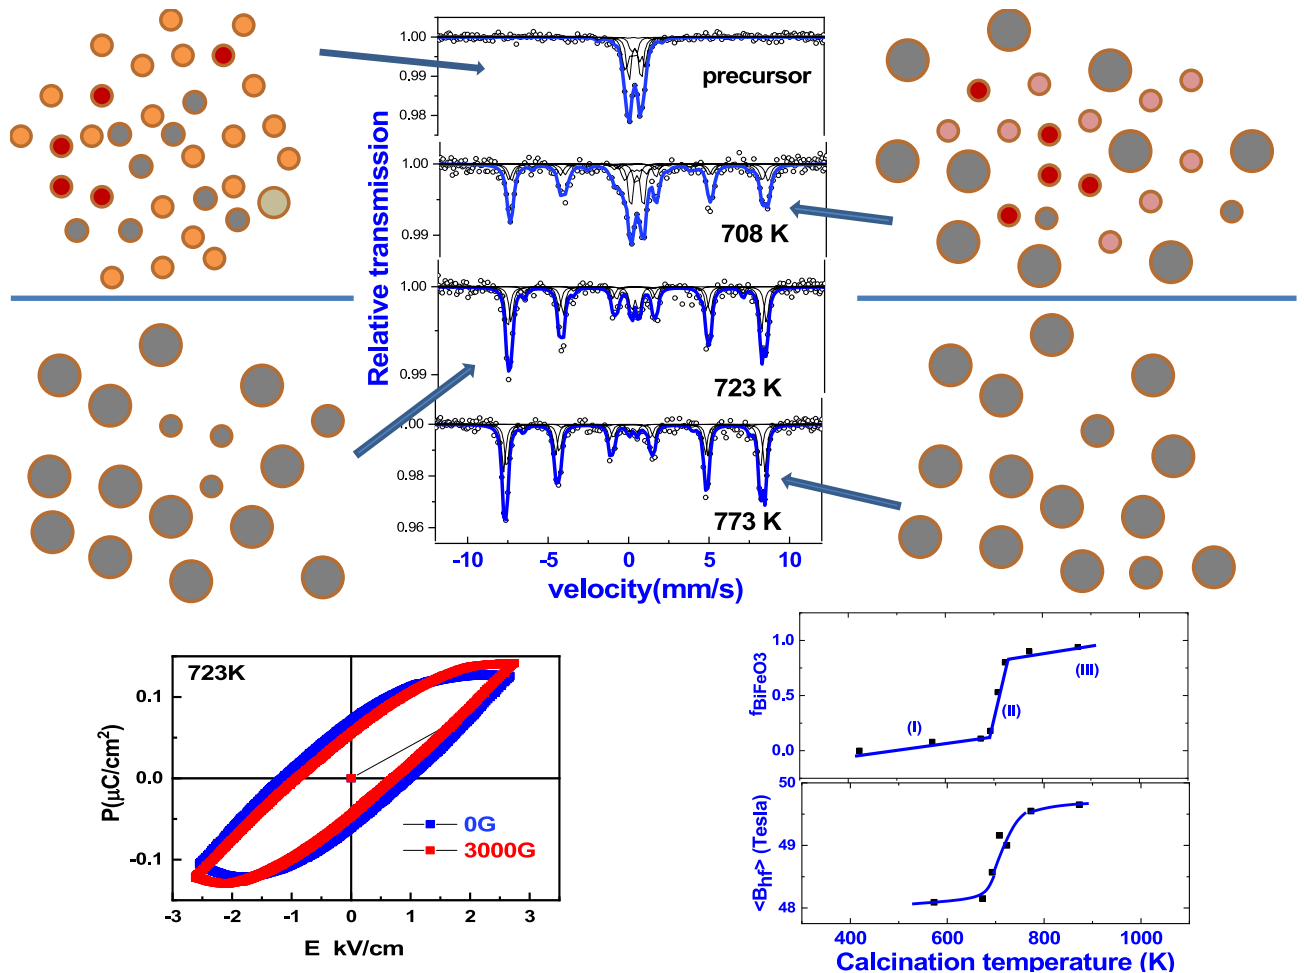 1.00
0.99
0.98
precursor
1.00
0.99
708 K
1.00
0.99
723 K
1.00
0.98
0.96
773 K
Relative transmission
-10 -5 0 5 10
velocity(mm/s)
723K
0.1
0.0
-0.1
P(μC/cm²)
0G
3000G
-3 -2 -1 0 1 2 3
E kV/cm
1.0
0.5
0.0
fBiFeO3
(I)
(II)
(III)
50
49
48
<Bhf> (Tesla)
400 600 800 1000
Calcination temperature (K)